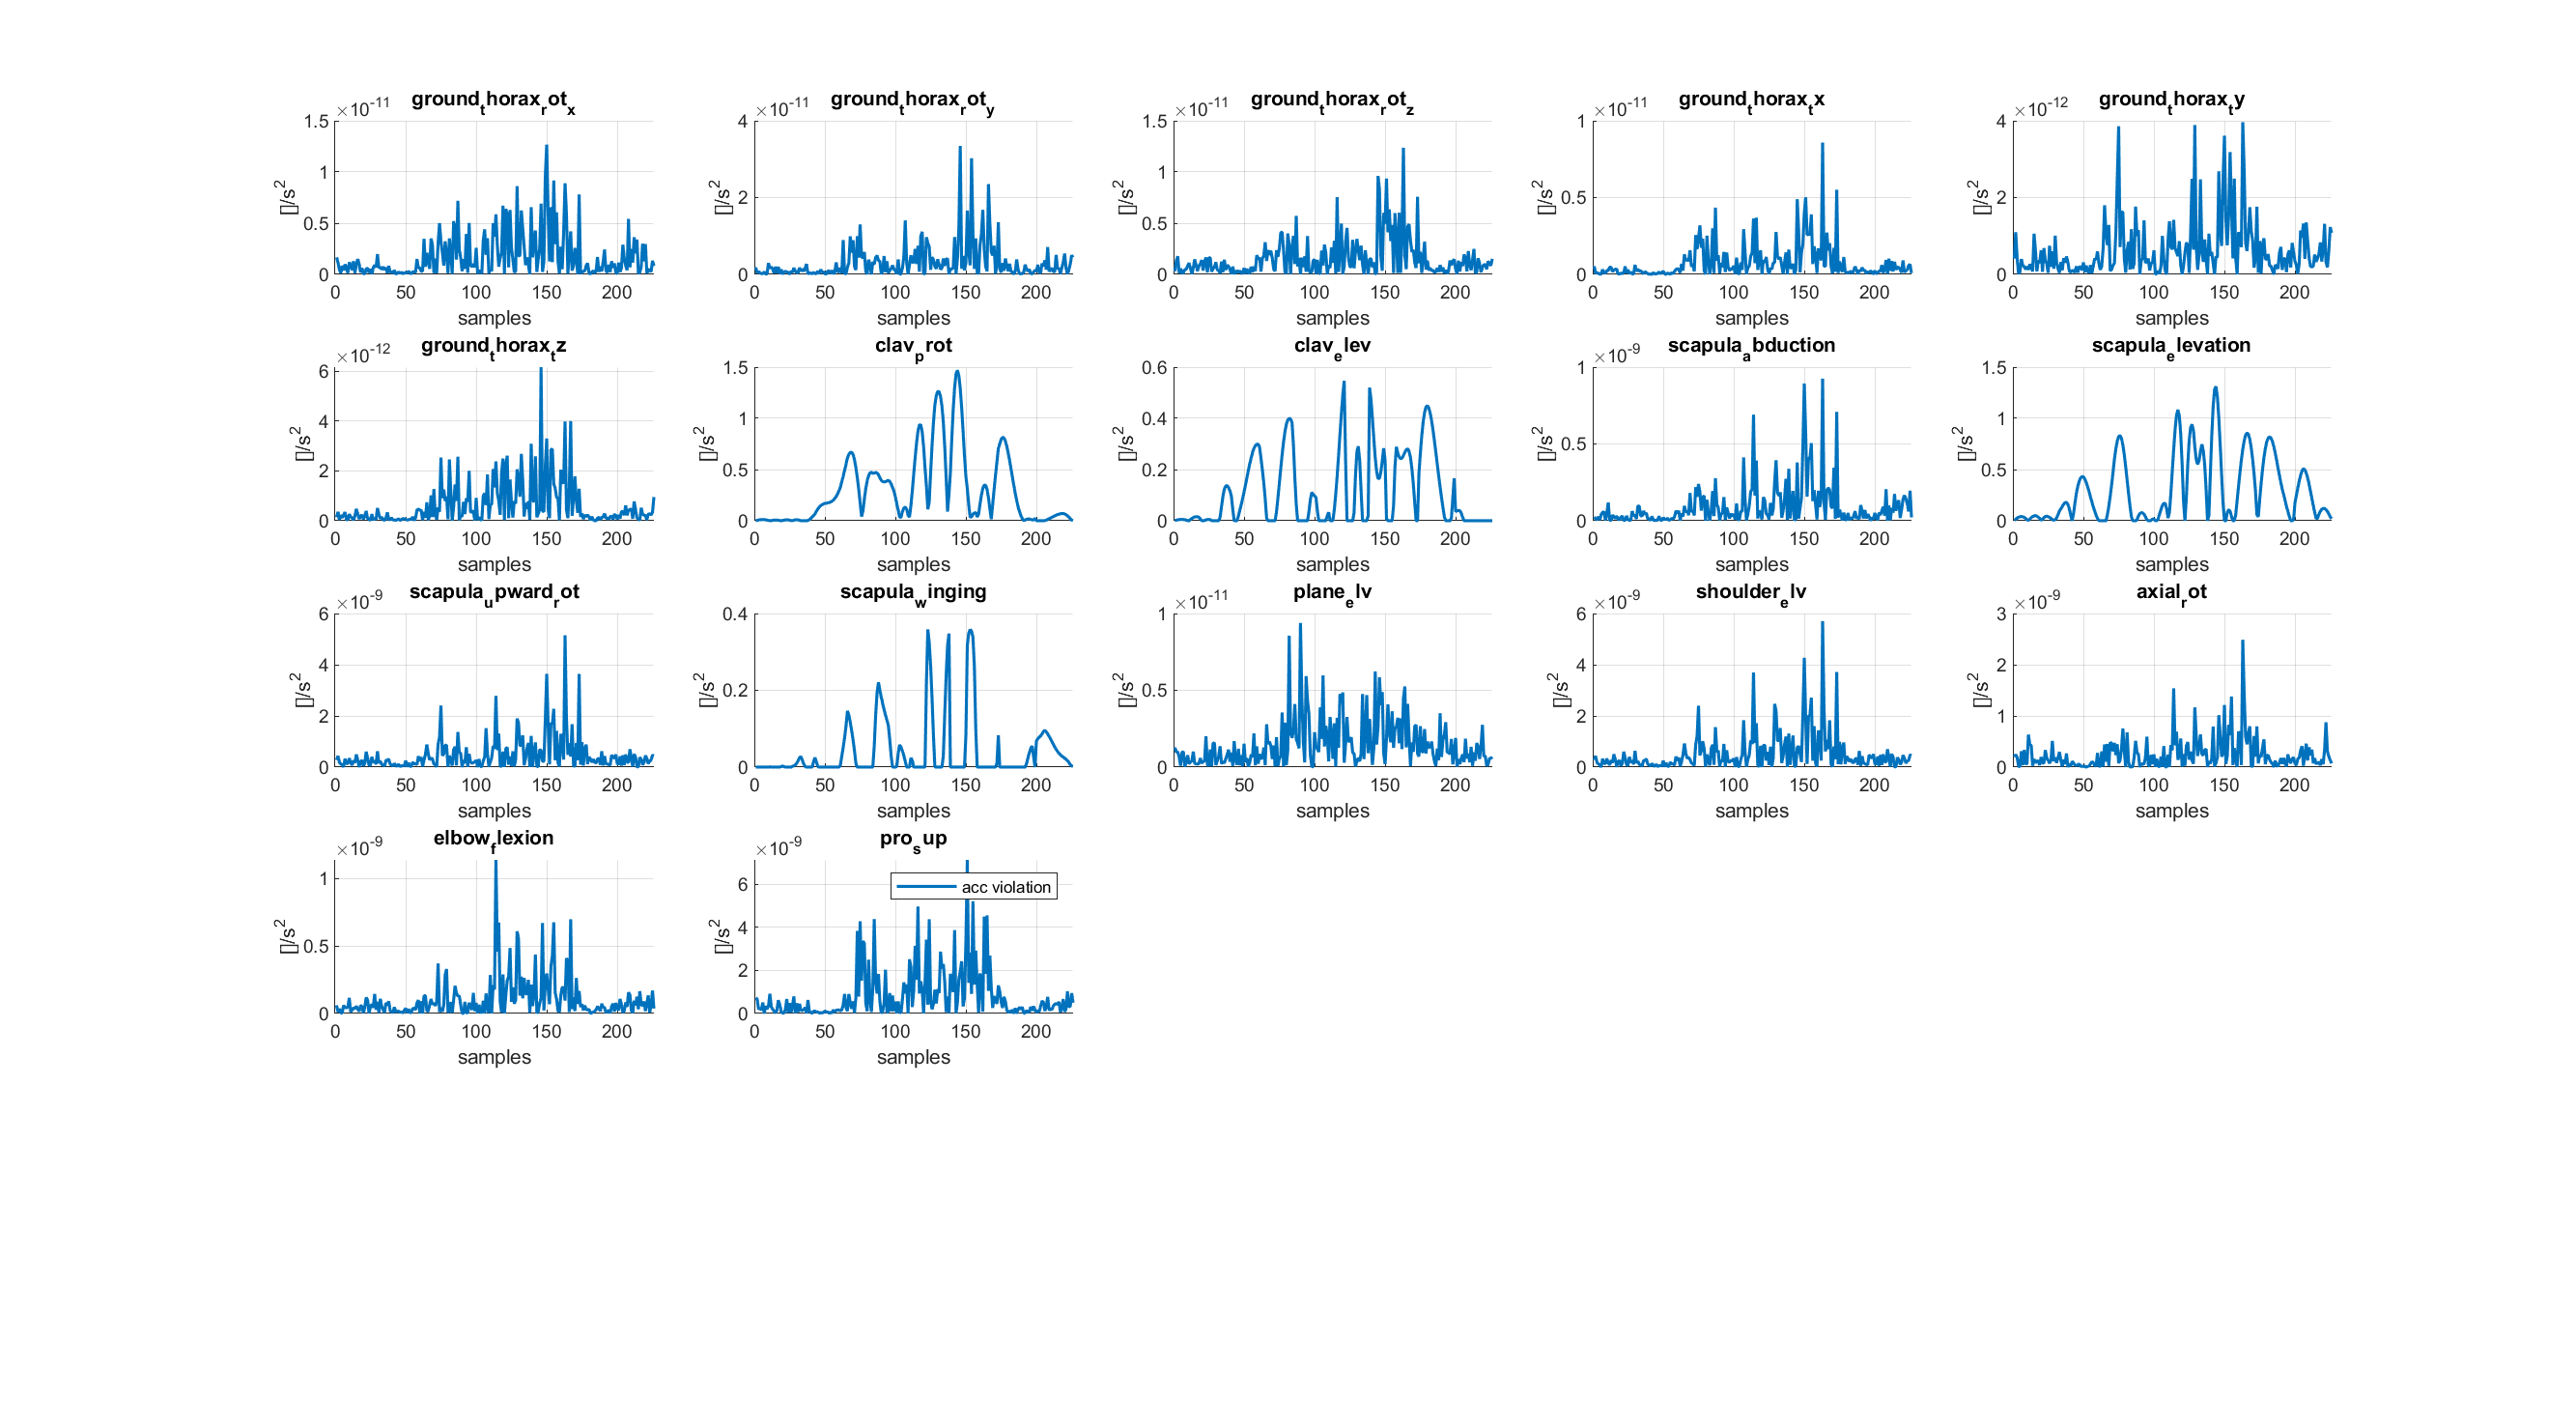 ×10-11 ground_thorax_rot_x
1.5
1
0.5
0
[]/s2
0 50 100 150 200
samples
×10-11 ground_thorax_rot_y
4
2
0
[]/s2
0 50 100 150 200
samples
×10-11 ground_thorax_rot_z
1.5
1
0.5
0
[]/s2
0 50 100 150 200
samples
×10-11 ground_thorax_tx
1
0.5
0
[]/s2
0 50 100 150 200
samples
×10-12 ground_thorax_ty
4
2
0
[]/s2
0 50 100 150 200
samples
×10-12 ground_thorax_tz
6
4
2
0
[]/s2
0 50 100 150 200
samples
clav_prot
1.5
1
0.5
0
[]/s2
0 50 100 150 200
samples
clav_elev
0.6
0.4
0.2
0
[]/s2
0 50 100 150 200
samples
×10-9 scapula_abduction
1
0.5
0
[]/s2
0 50 100 150 200
samples
scapula_elevation
1.5
1
0.5
0
[]/s2
0 50 100 150 200
samples
×10-9 scapula_upward_rot
6
4
2
0
[]/s2
0 50 100 150 200
samples
scapula_winging
0.4
0.2
0
[]/s2
0 50 100 150 200
samples
×10-11 plane_elv
1
0.5
0
[]/s2
0 50 100 150 200
samples
×10-9 shoulder_elv
6
4
2
0
[]/s2
0 50 100 150 200
samples
×10-9 axial_rot
3
2
1
0
[]/s2
0 50 100 150 200
samples
×10-9 elbow_flexion
1
0.5
0
[]/s2
0 50 100 150 200
samples
×10-9 pro_sup
6
4
2
0
[]/s2
acc violation
0 50 100 150 200
samples